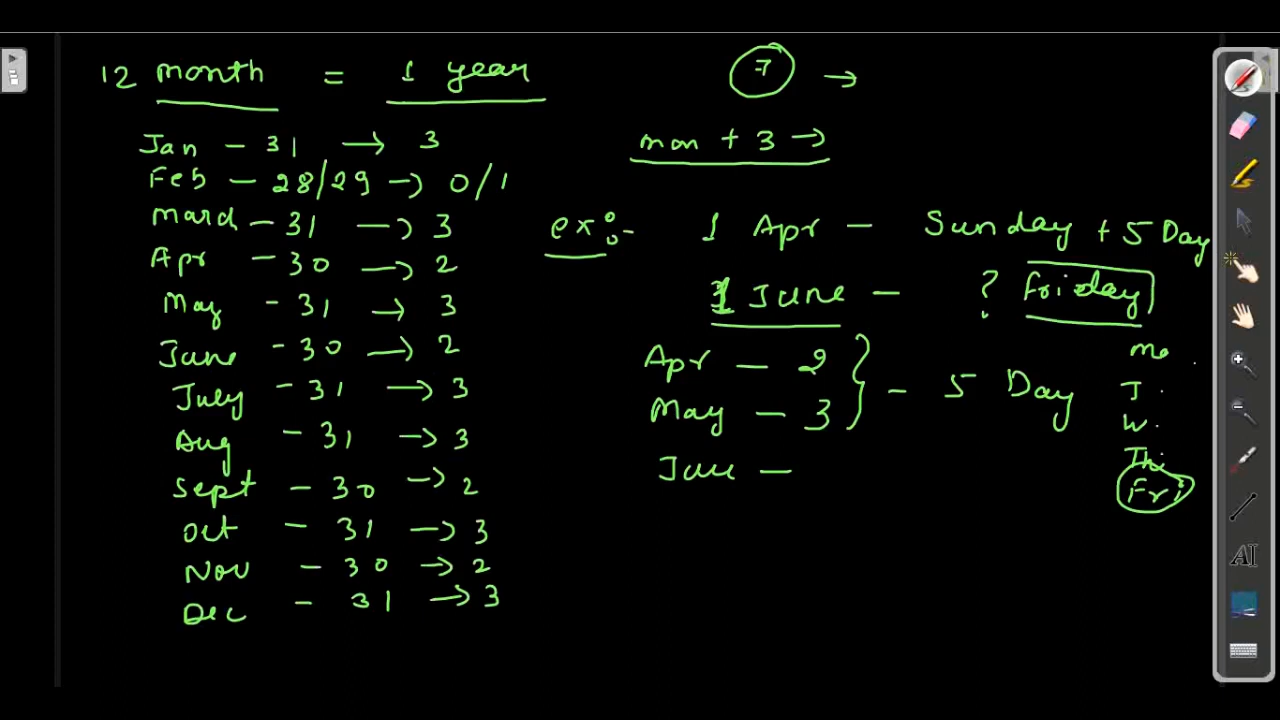 12 month = 1 year
7 →
Jan - 31 → 3
mon + 3 →
Feb - 28/29 → 0/1
March - 31 → 3
ex:- 1 Apr - Sunday + 5 Day
Apr - 30 → 2
1 June - ? Friday
May - 31 → 3
June - 30 → 2
Apr - 2
May - 3 } - 5 Day
June -
Mo
T
W
Th
Fri
July - 31 → 3
Aug - 31 → 3
Sept - 30 → 2
Oct - 31 → 3
Nov - 30 → 2
Dec - 31 → 3
AI